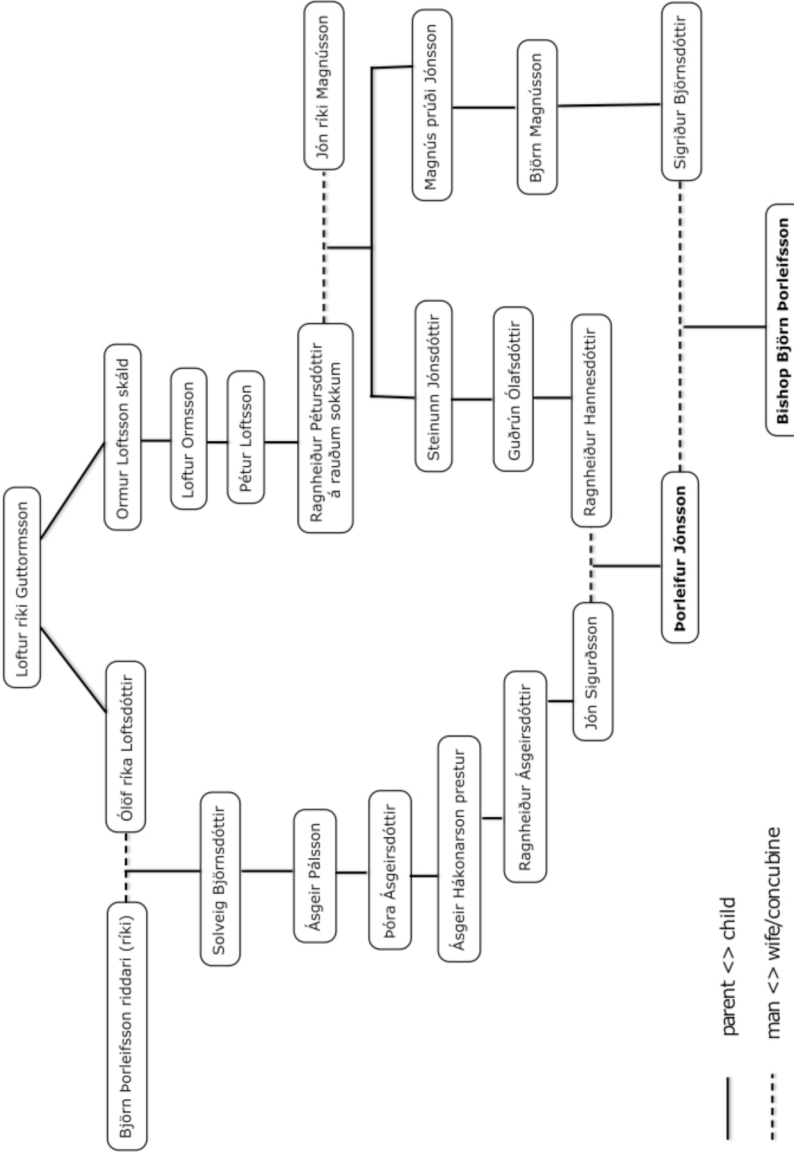 Loftur ríki Guttormsson
Björn Þorleifsson riddari (ríki)
Ólöf ríka Loftsdóttir
Ormur Loftsson skáld
Solveig Björnsdóttir
Loftur Ormsson
Pétur Loftsson
Ásgeir Pálsson
Ragnheiður Pétursdóttir
á rauðum sokkum
Jón ríki Magnússon
Þóra Ásgeirsdóttir
Ásgeir Hákonarson prestur
Steinunn Jónsdóttir
Magnús prúði Jónsson
Ragnheiður Ásgeirsdóttir
Guðrún Ólafsdóttir
Björn Magnússon
Jón Sigurðsson
Ragnheiður Hannesdóttir
Þorleifur Jónsson
Sigriður Björnsdóttir
Bishop Björn Þorleifsson
parent <> child
man <> wife/concubine